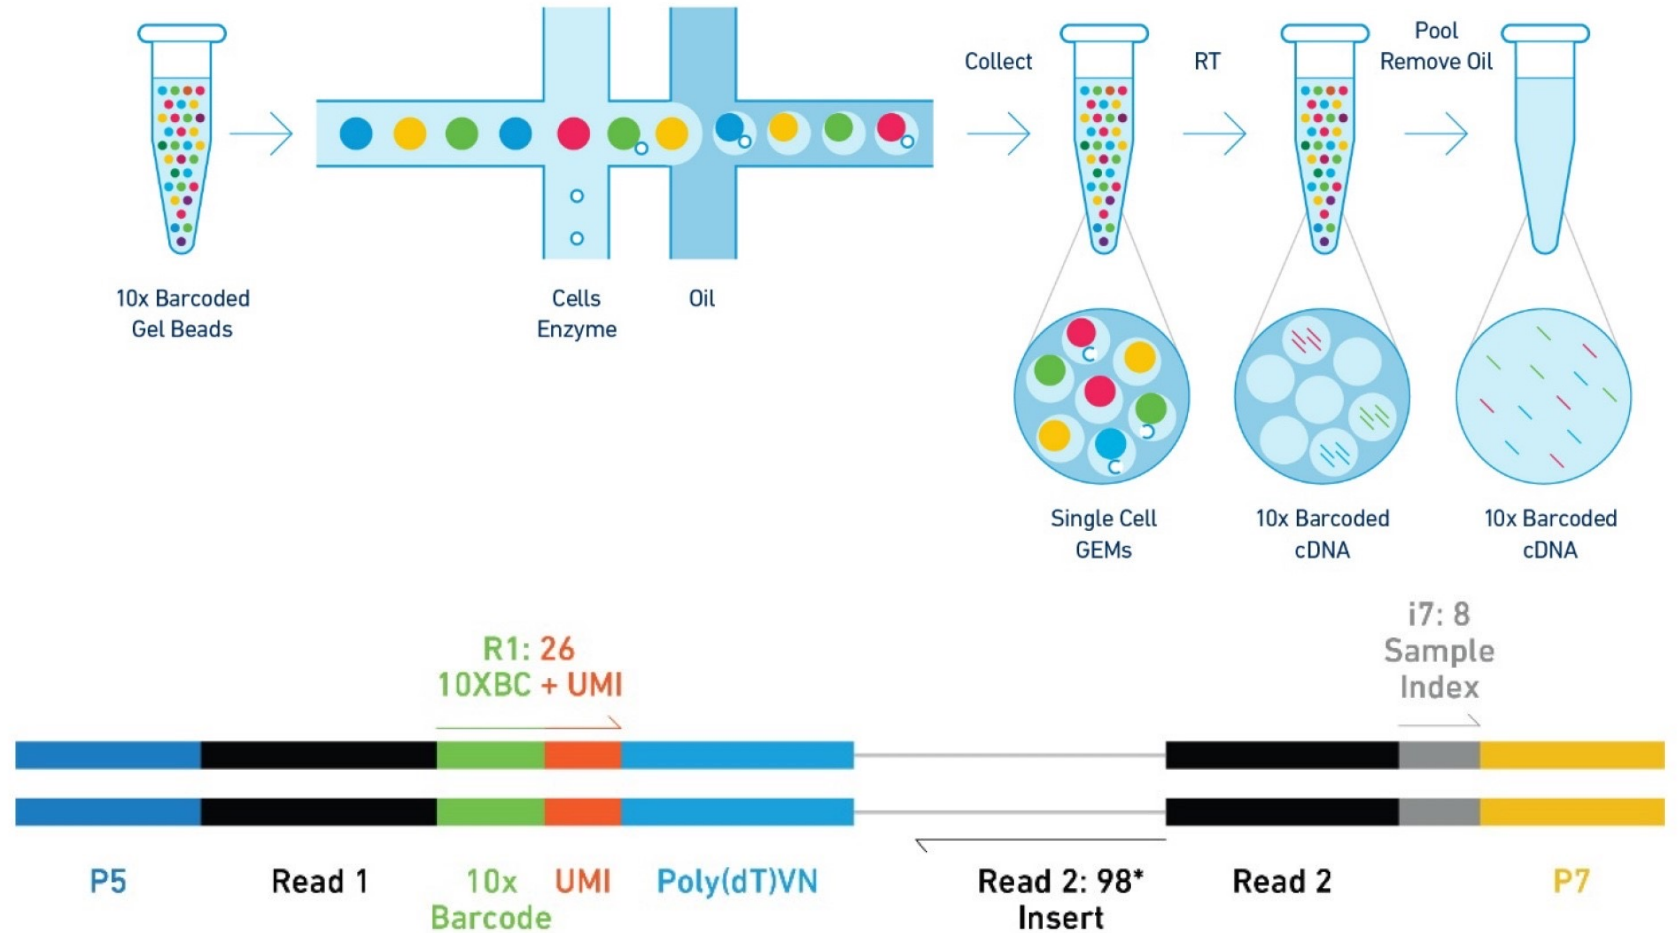 Collect
RT
Pool
Remove Oil
10x Barcoded
Gel Beads
Cells
Enzyme
Oil
Single Cell
GEMs
10x Barcoded
cDNA
10x Barcoded
cDNA
R1: 26
10XBC + UMI
i7: 8
Sample
Index
P5
Read 1
10x
Barcode
UMI
Poly(dT)VN
Read 2: 98*
Insert
Read 2
P7